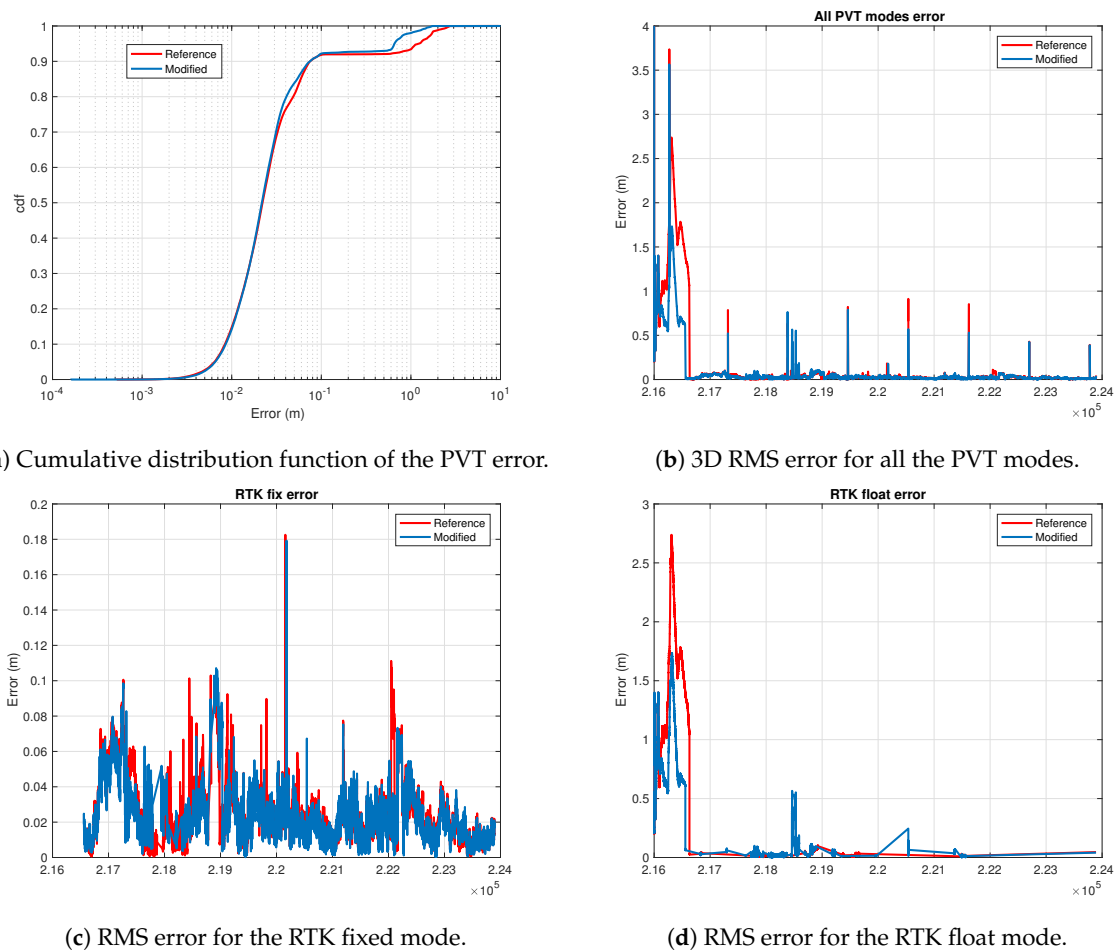 1
0.9
0.8
0.7
0.6
0.5
0.4
0.3
0.2
0.1
0
cdf
Reference
Modified
10^-4 10^-3 10^-2 10^-1 10^0 10^1
Error (m)
) Cumulative distribution function of the PVT error.
All PVT modes error
4
3.5
3
2.5
2
1.5
1
0.5
0
Error (m)
Reference
Modified
2.16 2.17 2.18 2.19 2.2 2.21 2.22 2.23 2.24
×10^5
(b) 3D RMS error for all the PVT modes.
RTK fix error
0.2
0.18
0.16
0.14
0.12
0.1
0.08
0.06
0.04
0.02
0
Error (m)
Reference
Modified
2.16 2.17 2.18 2.19 2.2 2.21 2.22 2.23 2.24
×10^5
(c) RMS error for the RTK fixed mode.
RTK float error
3
2.5
2
1.5
1
0.5
0
Error (m)
Reference
Modified
2.16 2.17 2.18 2.19 2.2 2.21 2.22 2.23 2.24
×10^5
(d) RMS error for the RTK float mode.